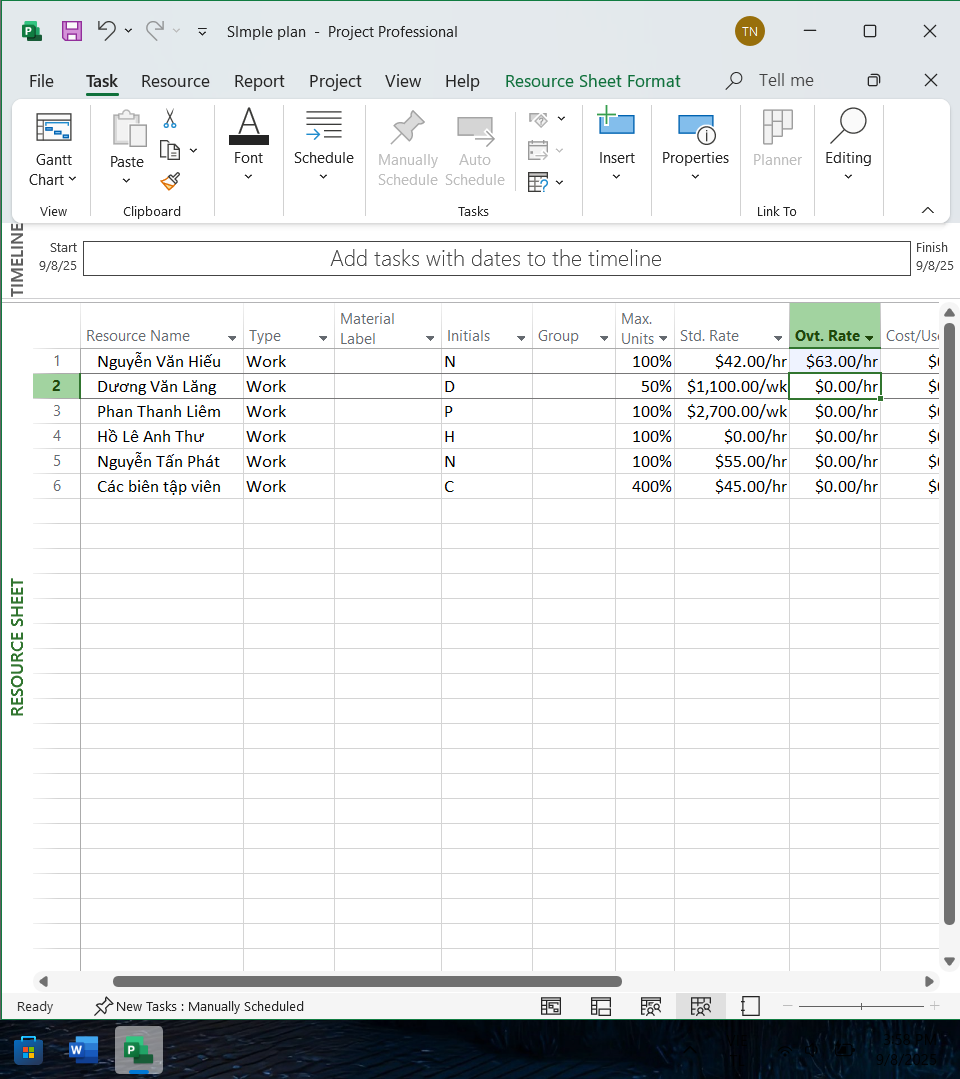 SImple plan - Project Professional
TN
File Task Resource Report Project View Help Resource Sheet Format Tell me
Gantt Chart
Paste
Font
Schedule
Manually Schedule
Auto Schedule
Insert
Properties
Planner
Editing
View
Clipboard
Tasks
Link To
TIMELINE
Start
9/8/25
Add tasks with dates to the timeline
Finish
9/8/25
RESOURCE SHEET
Resource Name Type Material Label Initials Group Max. Units Std. Rate Ovt. Rate Cost/Use
1 Nguyễn Văn Hiếu Work N 100% $42.00/hr $63.00/hr
2 Dương Văn Lăng Work D 50% $1,100.00/wk $0.00/hr
3 Phan Thanh Liêm Work P 100% $2,700.00/wk $0.00/hr
4 Hồ Lê Anh Thư Work H 100% $0.00/hr $0.00/hr
5 Nguyễn Tấn Phát Work N 100% $55.00/hr $0.00/hr
6 Các biên tập viên Work C 400% $45.00/hr $0.00/hr
Ready New Tasks : Manually Scheduled